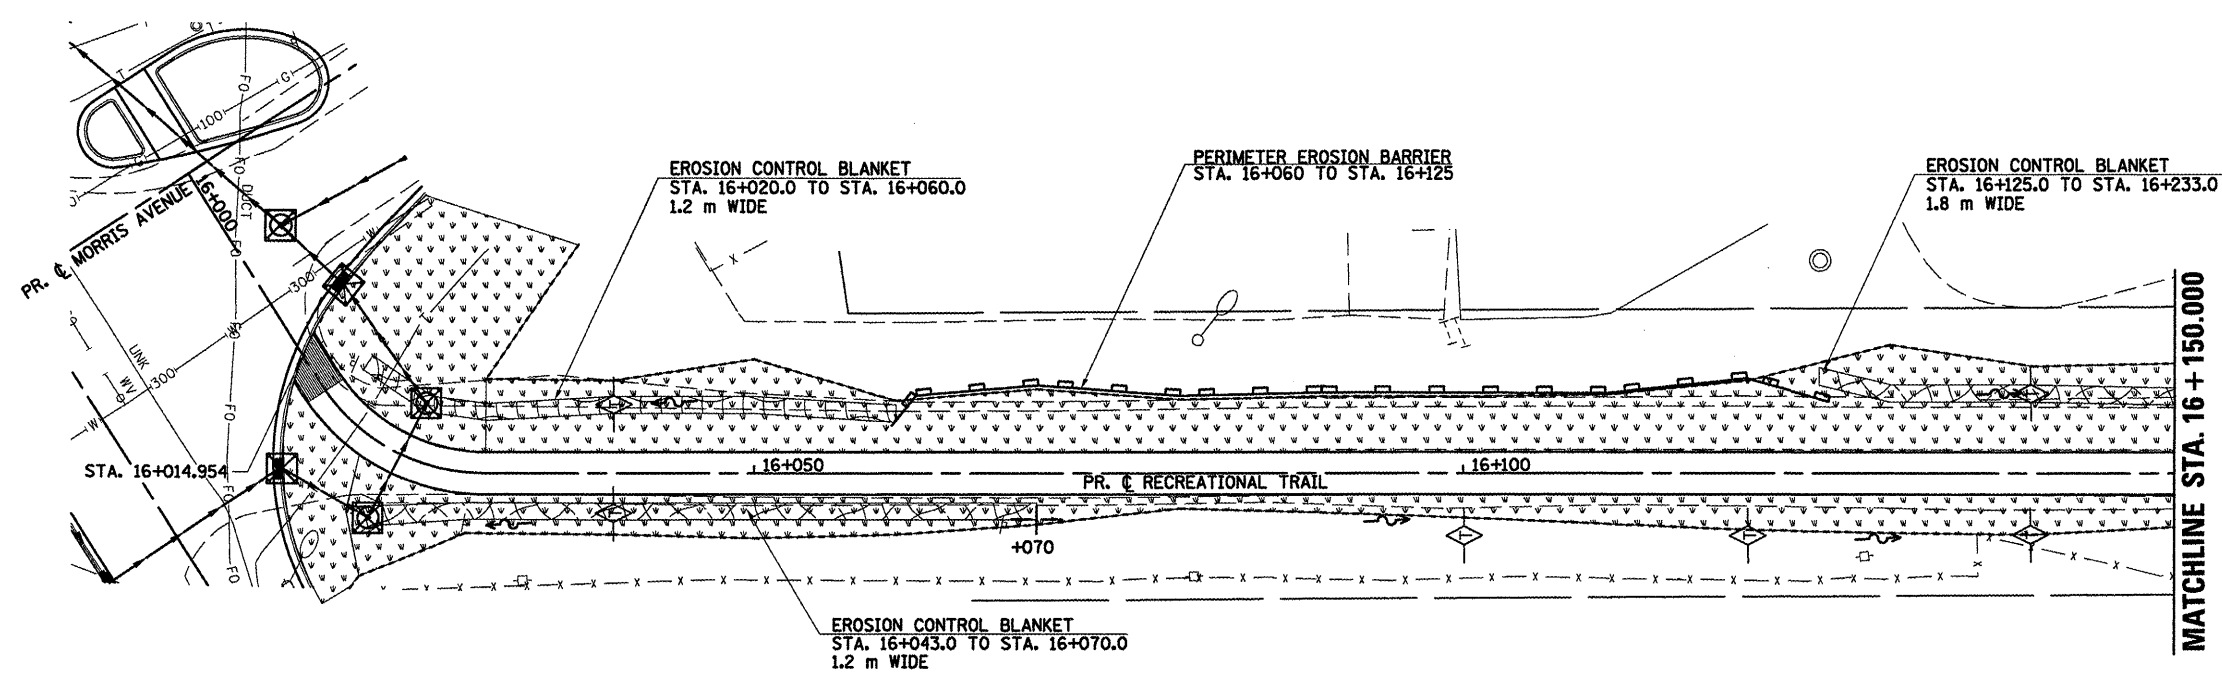 EROSION CONTROL BLANKET
STA. 16+020.0 TO STA. 16+060.0
1.2 m WIDE
PERIMETER EROSION BARRIER
STA. 16+060 TO STA. 16+125
EROSION CONTROL BLANKET
STA. 16+125.0 TO STA. 16+233.0
1.8 m WIDE
FO
T
G
100
FO
DUCT
PR. ℄ MORRIS AVENUE
16+000
FO
W
300
X
UNK
WV
300
W
FO
FO
FO
STA. 16+014.954
16+050
16+100
PR. ℄ RECREATIONAL TRAIL
T
T
T
T
T
T
+070
EROSION CONTROL BLANKET
STA. 16+043.0 TO STA. 16+070.0
1.2 m WIDE
MATCHLINE STA. 16 + 150.000